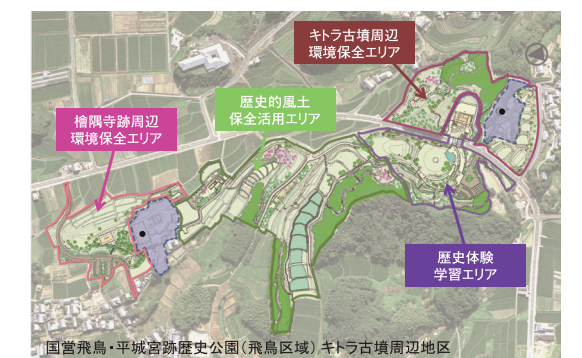 キトラ古墳周辺
環境保全エリア
歴史的風土
保全活用エリア
檜隈寺跡周辺
環境保全エリア
歴史体験
学習エリア
国営飛鳥・平城宮跡歴史公園(飛鳥区域) キトラ古墳周辺地区